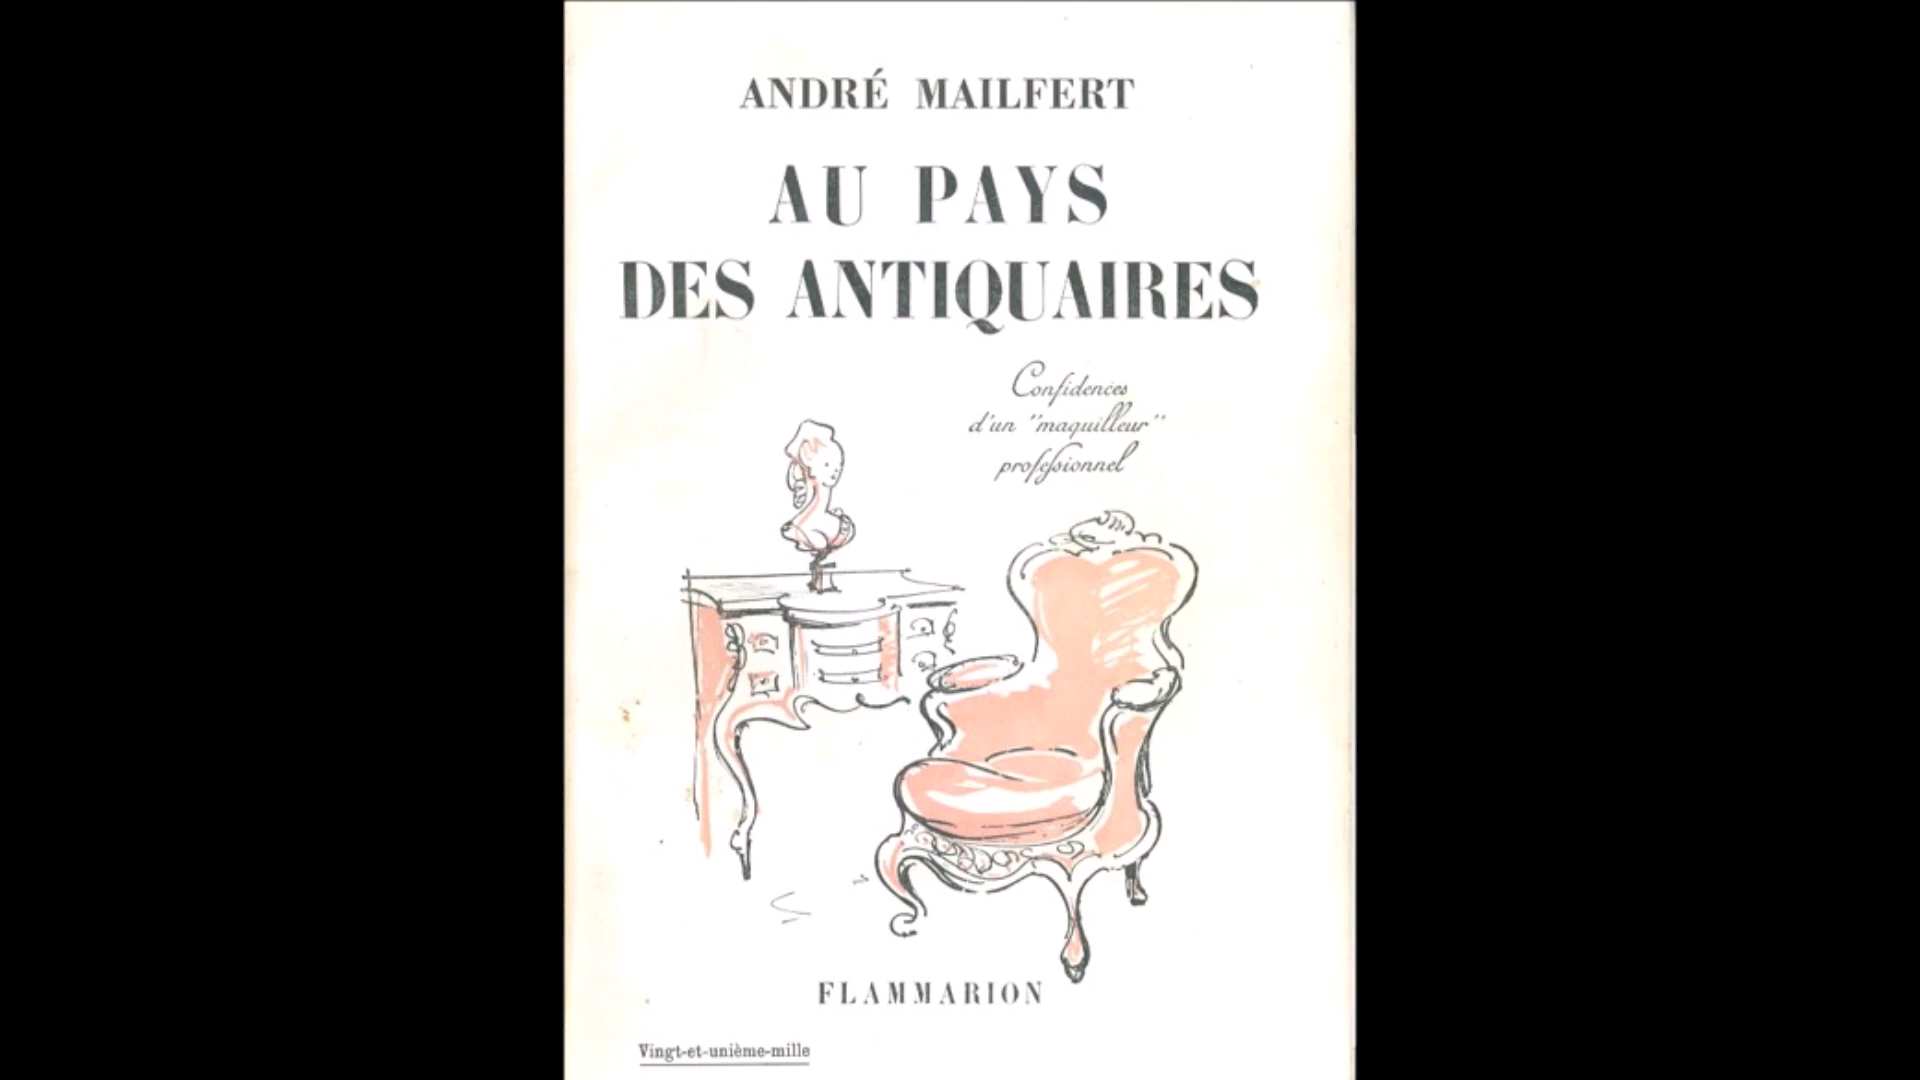 ANDRÉ MAILFERT
AU PAYS
DES ANTIQUAIRES
Confidences
d'un "maquilleur"
professionnel
FLAMMARION
Vingt-et-unième-mille